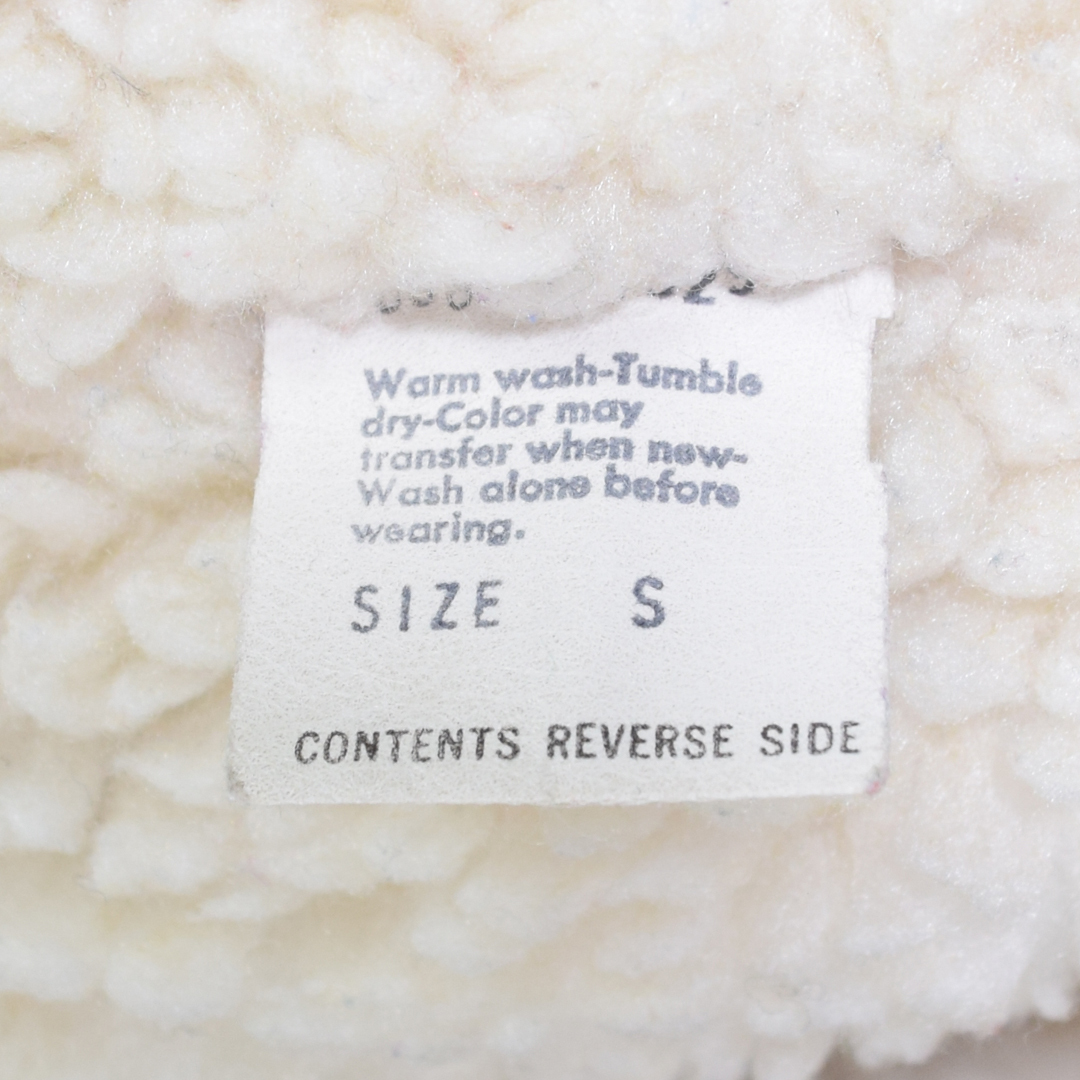 Warm wash-Tumble
dry-Color may
transfer when new-
Wash alone before
wearing.
SIZE S
CONTENTS REVERSE SIDE